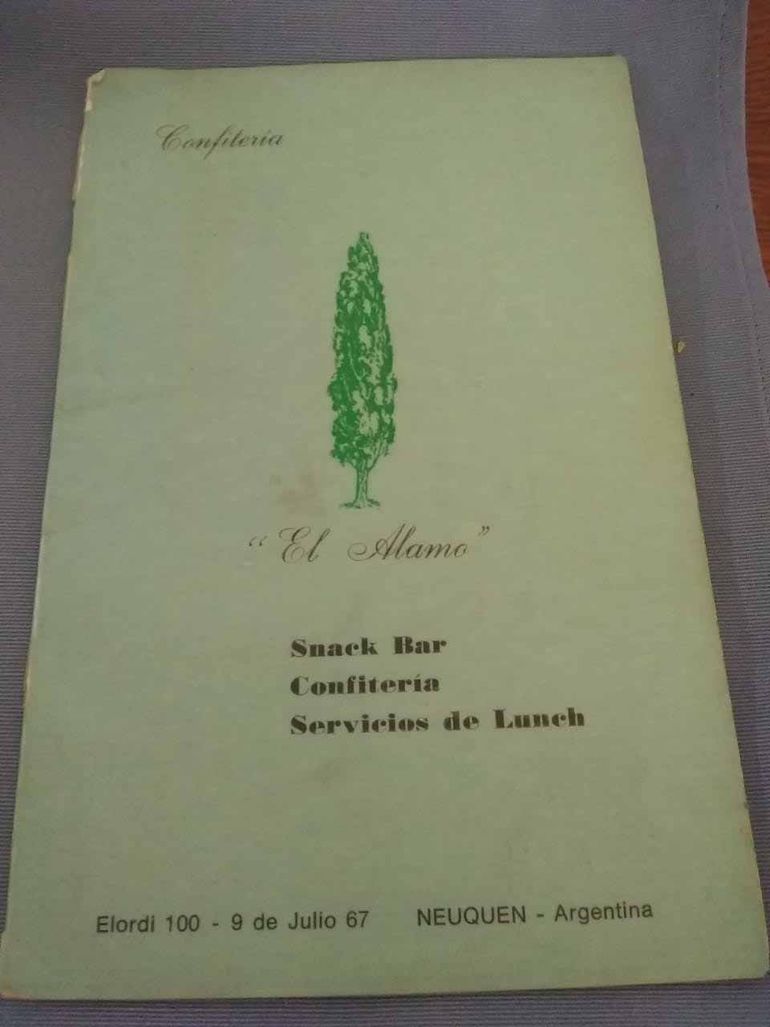 Confitería
"El Alamo"
Snack Bar
Confitería
Servicios de Lunch
Elordi 100 - 9 de Julio 67 NEUQUEN - Argentina